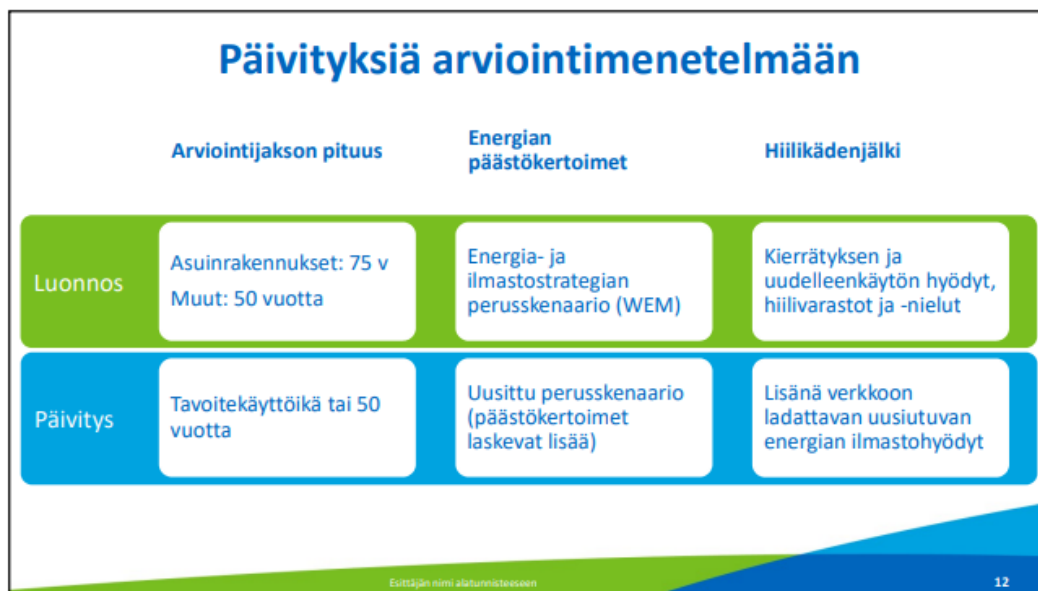 Päivityksiä arviointimenetelmään
Arviointijakson pituus
Energian
päästökertoimet
Hiilikädenjälki
Luonnos
Asuinrakennukset: 75 v
Muut: 50 vuotta
Energia- ja
ilmastostrategian
perusskenaario (WEM)
Kierrätyksen ja
uudelleenkäytön hyödyt,
hiilivarastot ja -nielut
Päivitys
Tavoitekäyttöikä tai 50
vuotta
Uusittu perusskenaario
(päästökertoimet
laskevat lisää)
Lisänä verkkoon
ladattavan uusiutuvan
energian ilmastohyödyt
Esittäjän nimi alatunnisteeseen
12